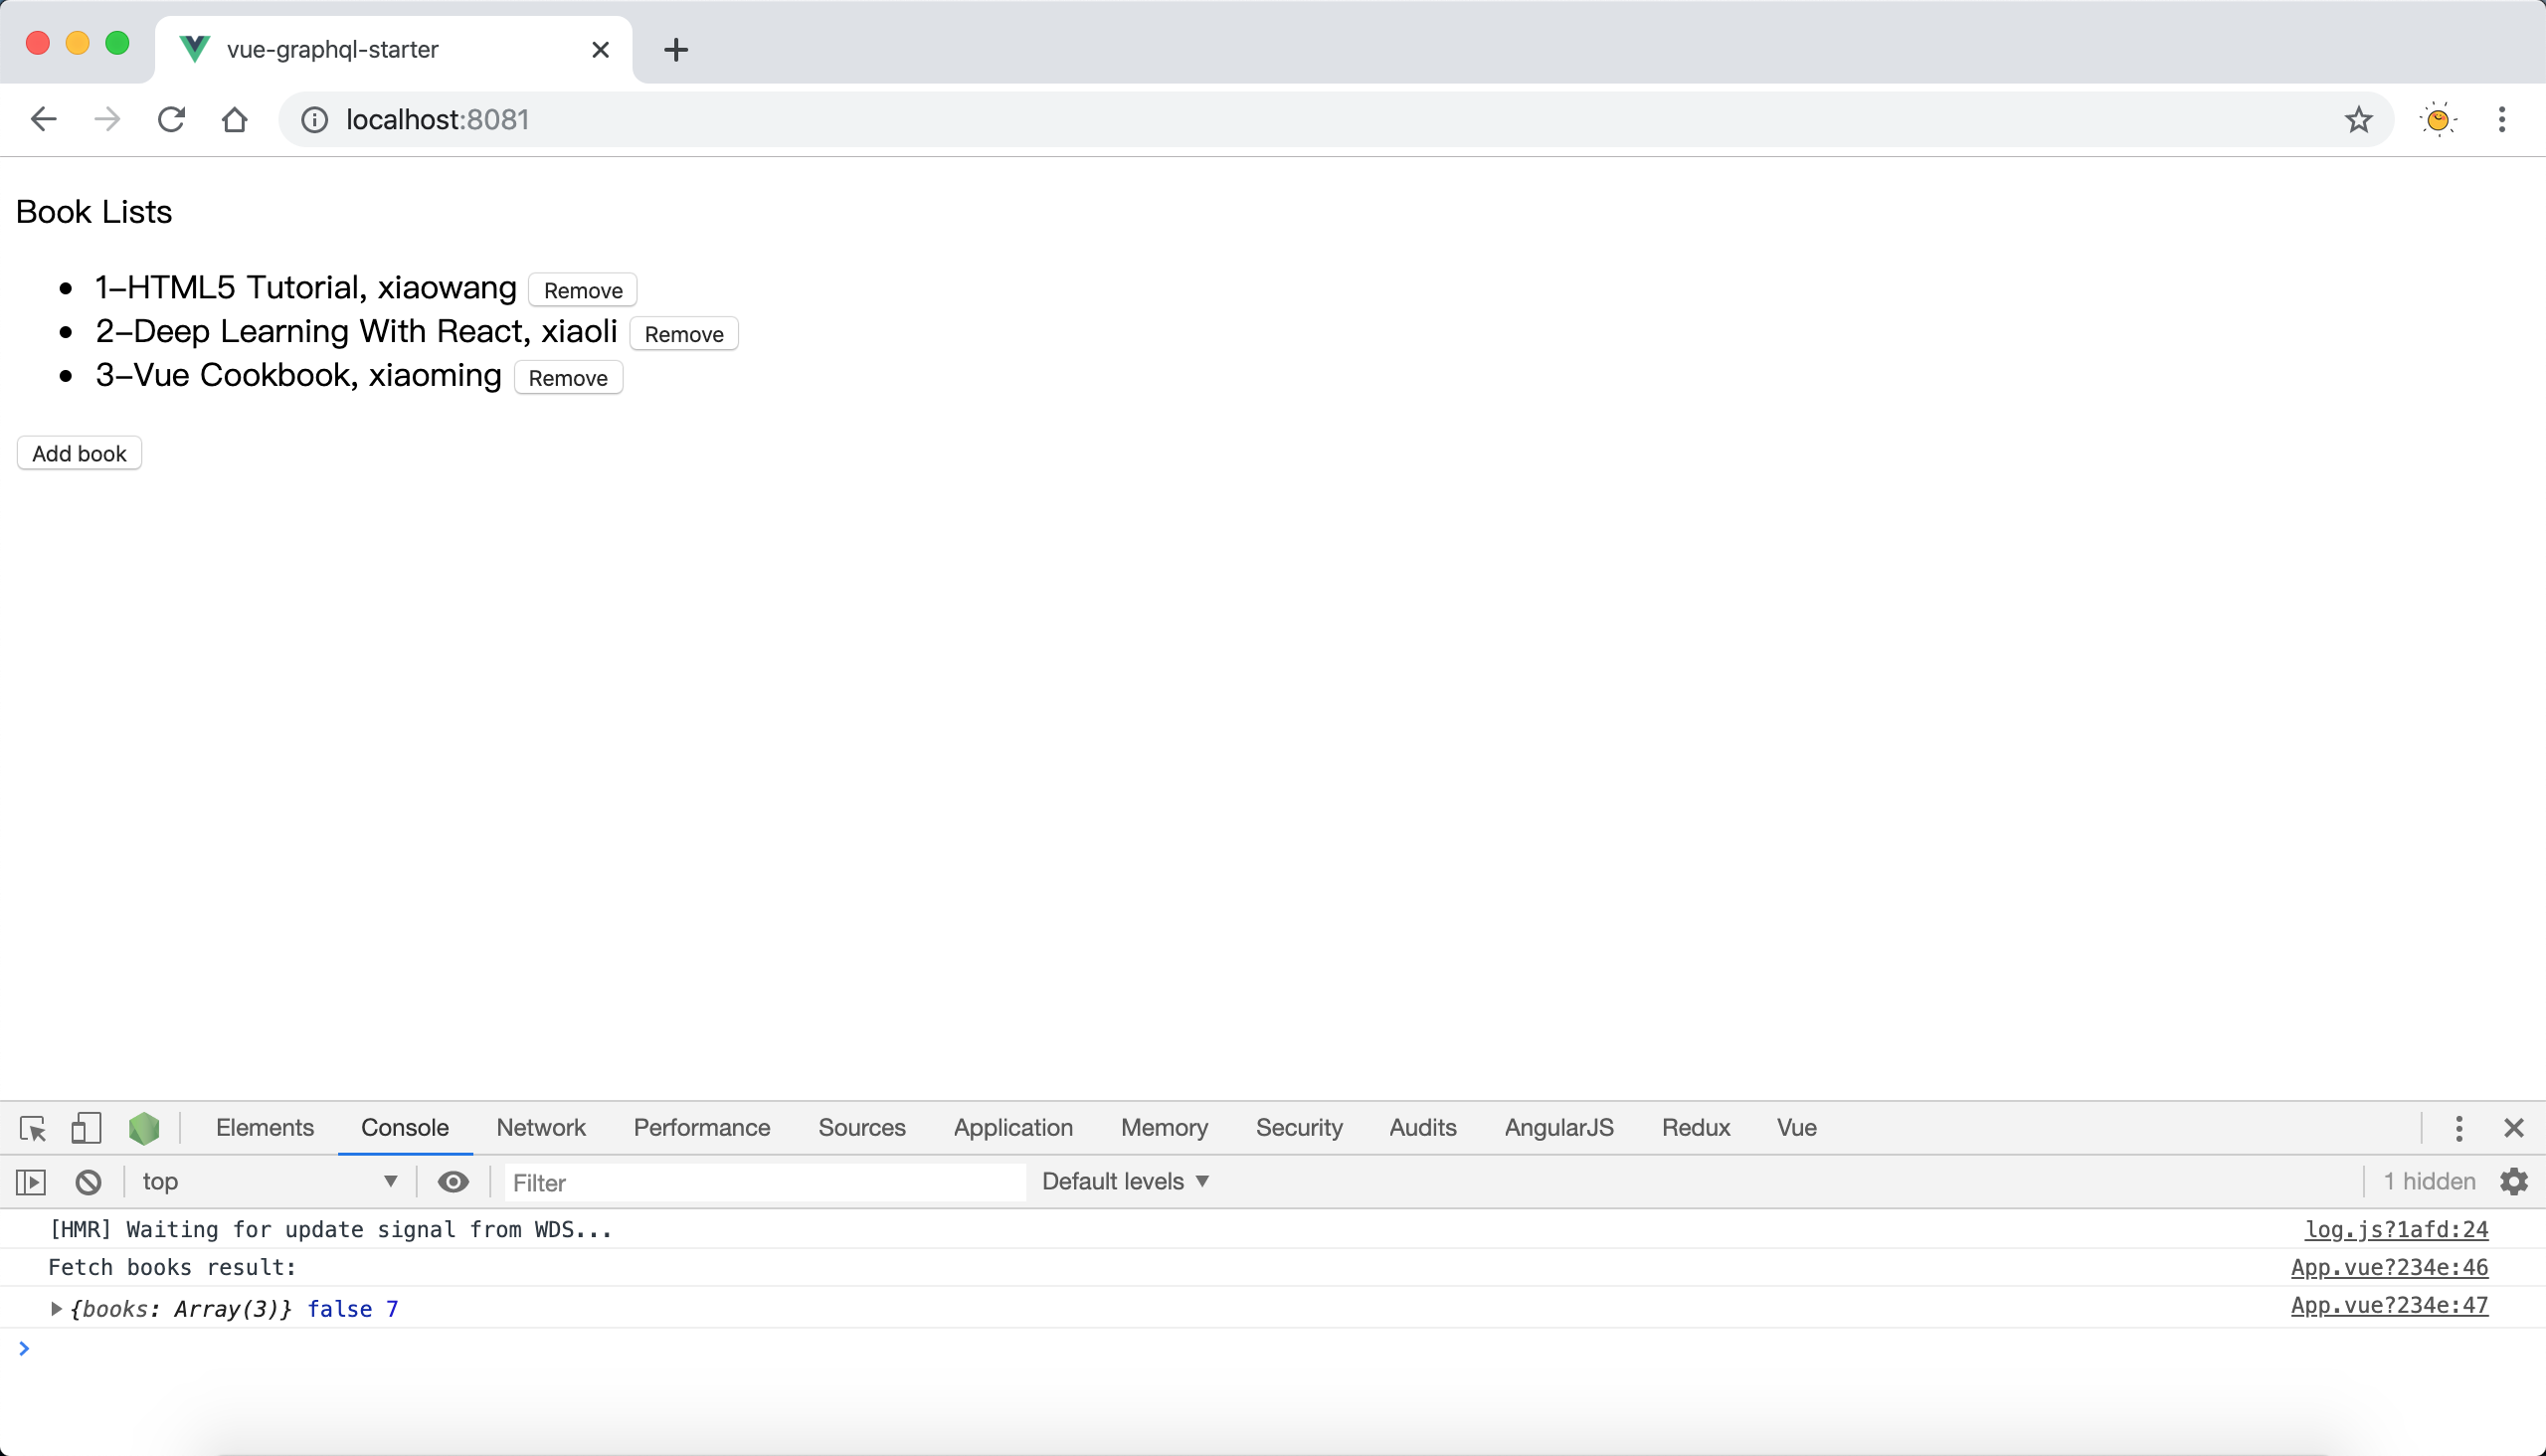 vue-graphql-starter
localhost:8081
Book Lists
1-HTML5 Tutorial, xiaowang Remove
2-Deep Learning With React, xiaoli Remove
3-Vue Cookbook, xiaoming Remove
Add book
Elements Console Network Performance Sources Application Memory Security Audits AngularJS Redux Vue
top Filter Default levels 1 hidden
[HMR] Waiting for update signal from WDS... log.js?1afd:24
Fetch books result: App.vue?234e:46
{books: Array(3)} false 7 App.vue?234e:47